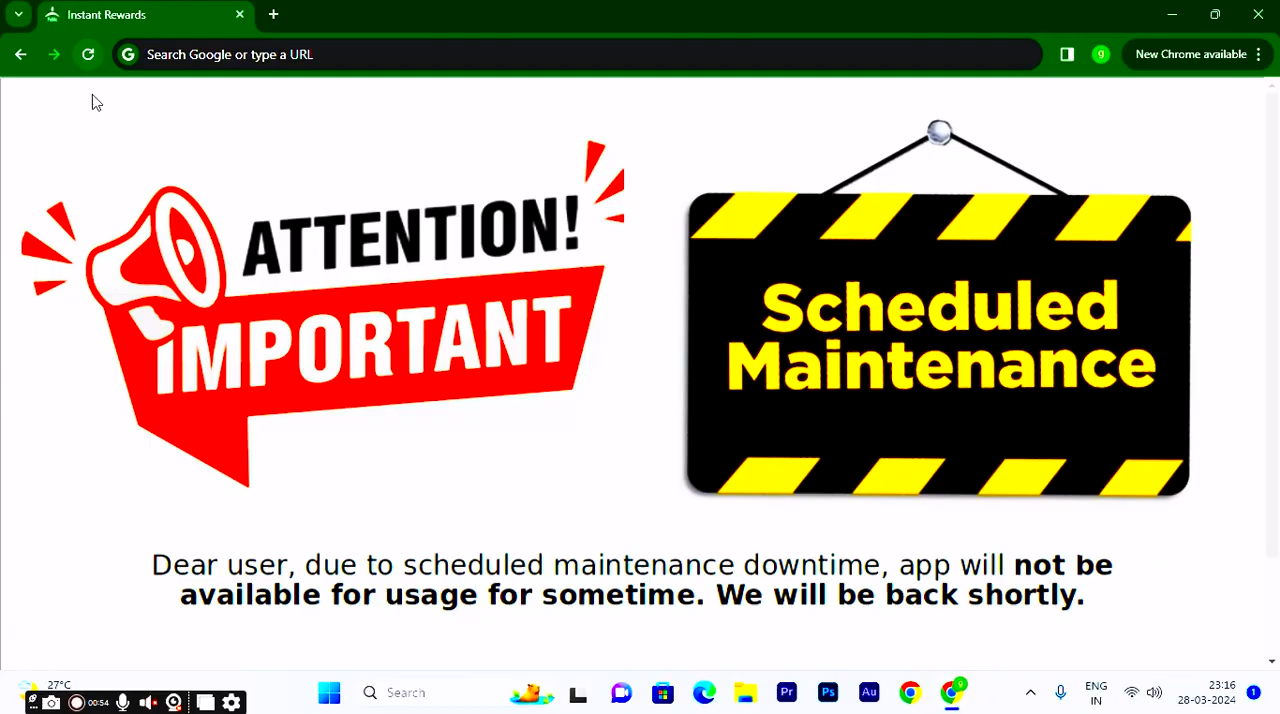 Instant Rewards
Search Google or type a URL
g
New Chrome available
ATTENTION!
IMPORTANT
Scheduled
Maintenance
Dear user, due to scheduled maintenance downtime, app will not be
available for usage for sometime. We will be back shortly.
27°C
00:54
Search
Pr
Ps
Au
g
ENG
IN
23:16
28-03-2024
1